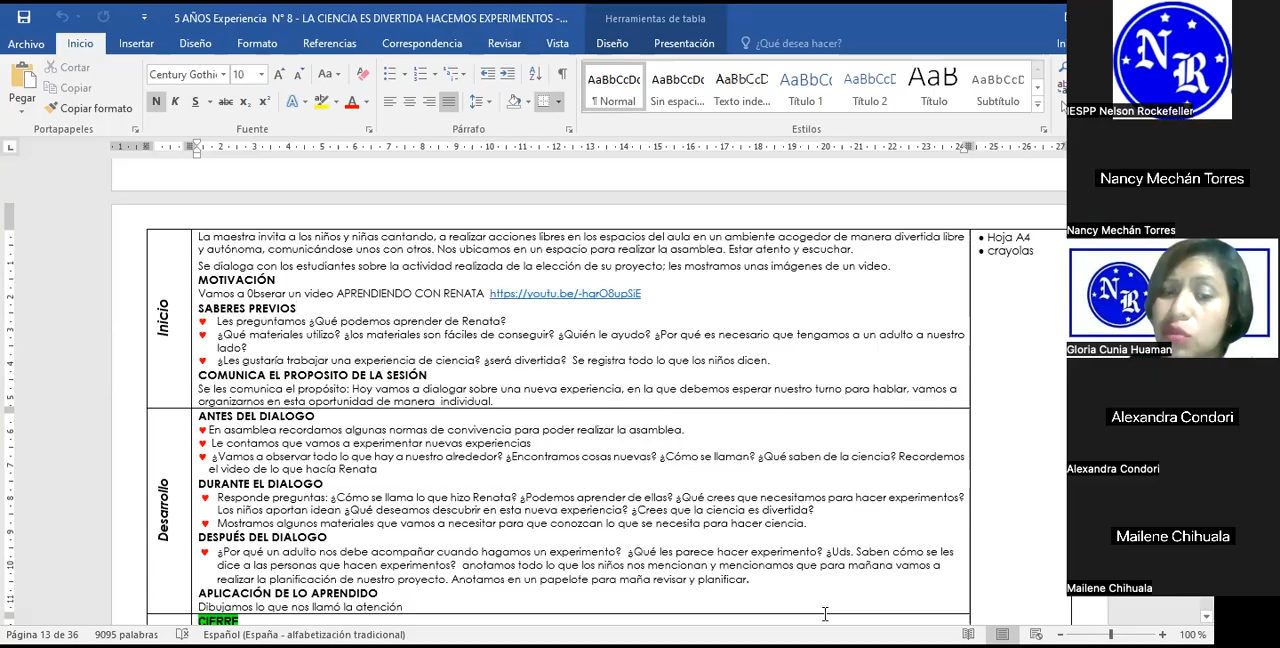 5 AÑOS Experiencia N° 8 - LA CIENCIA ES DIVERTIDA HACEMOS EXPERIMENTOS -...
Herramientas de tabla
Archivo
Inicio
Insertar
Diseño
Formato
Referencias
Correspondencia
Revisar
Vista
Diseño
Presentación
¿Qué desea hacer?
In
Pegar
Cortar
Copiar
Copiar formato
Century Gothi
10
Aa
N K S abc x₂ x²
AaBbCcDc
AaBbCcDc
AaBbCcD
AaBbCc
AaBbCcD
AaB
AaBbCcD
¶ Normal
Sin espaci...
Texto inde...
Título 1
Título 2
Título
Subtítulo
Portapapeles
Fuente
Párrafo
Estilos
Inicio
La maestra invita a los niños y niñas cantando, a realizar acciones libres en los espacios del aula en un ambiente acogedor de manera divertida libre
y autónoma, comunicándose unos con otros. Nos ubicamos en un espacio para realizar la asamblea. Estar atento y escuchar.
Se dialoga con los estudiantes sobre la actividad realizada de la elección de su proyecto; les mostramos unas imágenes de un video.
MOTIVACIÓN
Vamos a 0bserar un video APRENDIENDO CON RENATA https://youtu.be/-hqrO8upSiE
SABERES PREVIOS
♥ Les preguntamos ¿Qué podemos aprender de Renata?
♥ ¿Qué materiales utilizo? ¿los materiales son fáciles de conseguir? ¿Quién le ayudo? ¿Por qué es necesario que tengamos a un adulto a nuestro
lado?
♥ ¿Les gustaría trabajar una experiencia de ciencia? ¿será divertida? Se registra todo lo que los niños dicen.
COMUNICA EL PROPOSITO DE LA SESIÓN
Se les comunica el propósito: Hoy vamos a dialogar sobre una nueva experiencia, en la que debemos esperar nuestro turno para hablar, vamos a
organizarnos en esta oportunidad de manera individual.
• Hoja A4
• crayolas
Desarrollo
ANTES DEL DIALOGO
♥ En asamblea recordamos algunas normas de convivencia para poder realizar la asamblea.
♥ Le contamos que vamos a experimentar nuevas experiencias
♥ ¿Vamos a observar todo lo que hay a nuestro alrededor? ¿Encontramos cosas nuevas? ¿Cómo se llaman? ¿Qué saben de la ciencia? Recordemos
el video de lo que hacía Renata
DURANTE EL DIALOGO
♥ Responde preguntas: ¿Cómo se llama lo que hizo Renata? ¿Podemos aprender de ellas? ¿Qué crees que necesitamos para hacer experimentos?
Los niños aportan idean ¿Qué deseamos descubrir en esta nueva experiencia? ¿Crees que la ciencia es divertida?
♥ Mostramos algunos materiales que vamos a necesitar para que conozcan lo que se necesita para hacer ciencia.
DESPUÉS DEL DIALOGO
♥ ¿Por qué un adulto nos debe acompañar cuando hagamos un experimento? ¿Qué les parece hacer experimento? ¿Uds. Saben cómo se les
dice a las personas que hacen experimentos? anotamos todo lo que los niños nos mencionan y mencionamos que para mañana vamos a
realizar la planificación de nuestro proyecto. Anotamos en un papelote para maña revisar y planificar.
APLICACIÓN DE LO APRENDIDO
Dibujamos lo que nos llamó la atención
CIERRE
Página 13 de 36
9095 palabras
Español (España - alfabetización tradicional)
100 %
NR
IESPP Nelson Rockefeller
Nancy Mechán Torres
Nancy Mechán Torres
NR
Gloria Cunia Huaman
Alexandra Condori
Alexandra Condori
Mailene Chihuala
Mailene Chihuala